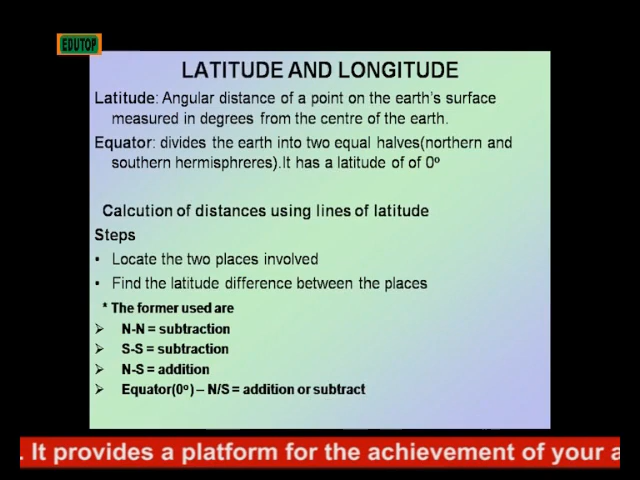 EDUTOP
LATITUDE AND LONGITUDE
Latitude: Angular distance of a point on the earth's surface
measured in degrees from the centre of the earth.
Equator: divides the earth into two equal halves(northern and
southern hermisphreres).It has a latitude of of 0º
Calcution of distances using lines of latitude
Steps
• Locate the two places involved
• Find the latitude difference between the places
* The former used are
➢ N-N = subtraction
➢ S-S = subtraction
➢ N-S = addition
➢ Equator(0º) – N/S = addition or subtract
. It provides a platform for the achievement of your a